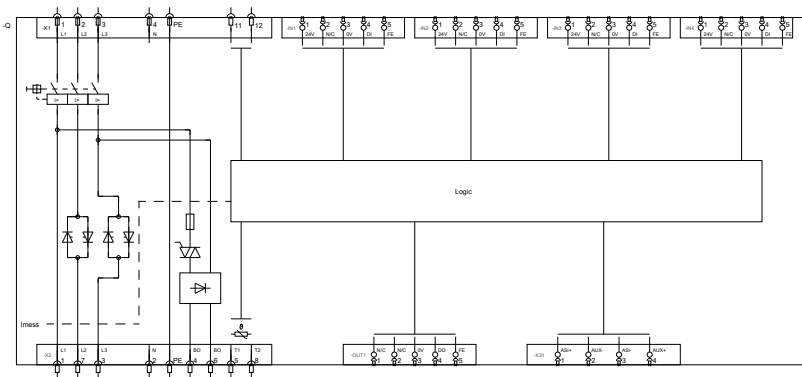 -Q
1 2 3 4 PE 11 12
-X1 L1 L2 L3 N
-IN1 1 2 3 4 5
24V N/C 0V DI FE
-IN2 1 2 3 4 5
24V N/C 0V DI FE
-IN3 1 2 3 4 5
24V N/C 0V DI FE
-IN4 1 2 3 4 5
24V N/C 0V DI FE
I> I> I>
Logic
Imess
ϑ
L1 L2 L3 N BO BO T1 T2
-X2 1 7 3 2 PE 4 6 5 8
N/C N/C 0V DO FE
-OUT1 1 2 3 4 5
ASi+ AUX- ASi- AUX+
-X31 1 2 3 4